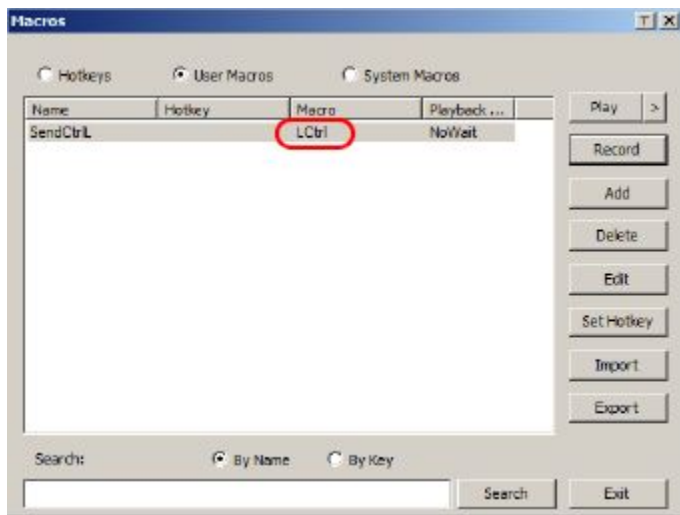 Macros
Hotkeys User Macros System Macros
Name Hotkey Macro Playback ...
SendCtrlL LCtrl NoWait
Play >
Record
Add
Delete
Edit
Set Hotkey
Import
Export
Search: By Name By Key
Search Exit